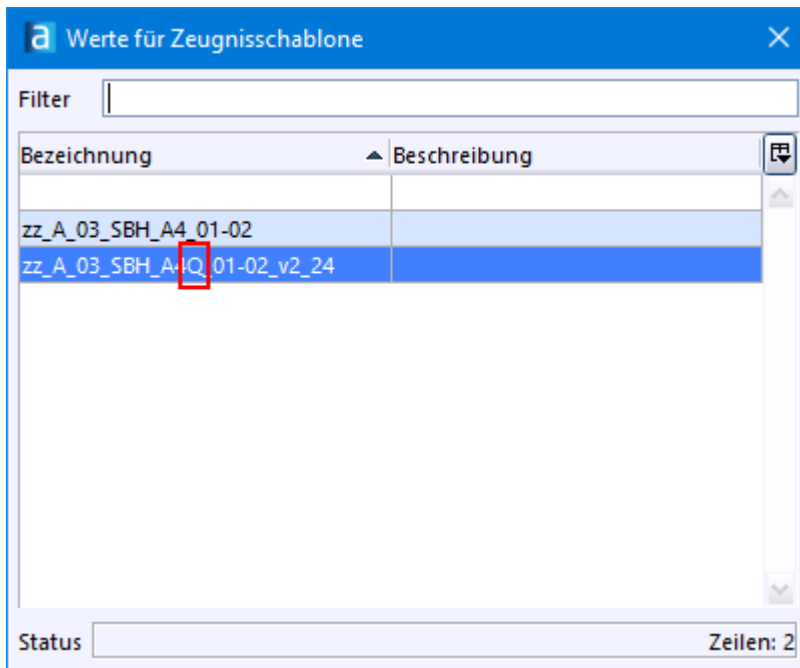 a Werte für Zeugnisschablone
Filter
Bezeichnung Beschreibung
zz_A_03_SBH_A4_01-02
zz_A_03_SBH_A4Q_01-02_v2_24
Status Zeilen: 2